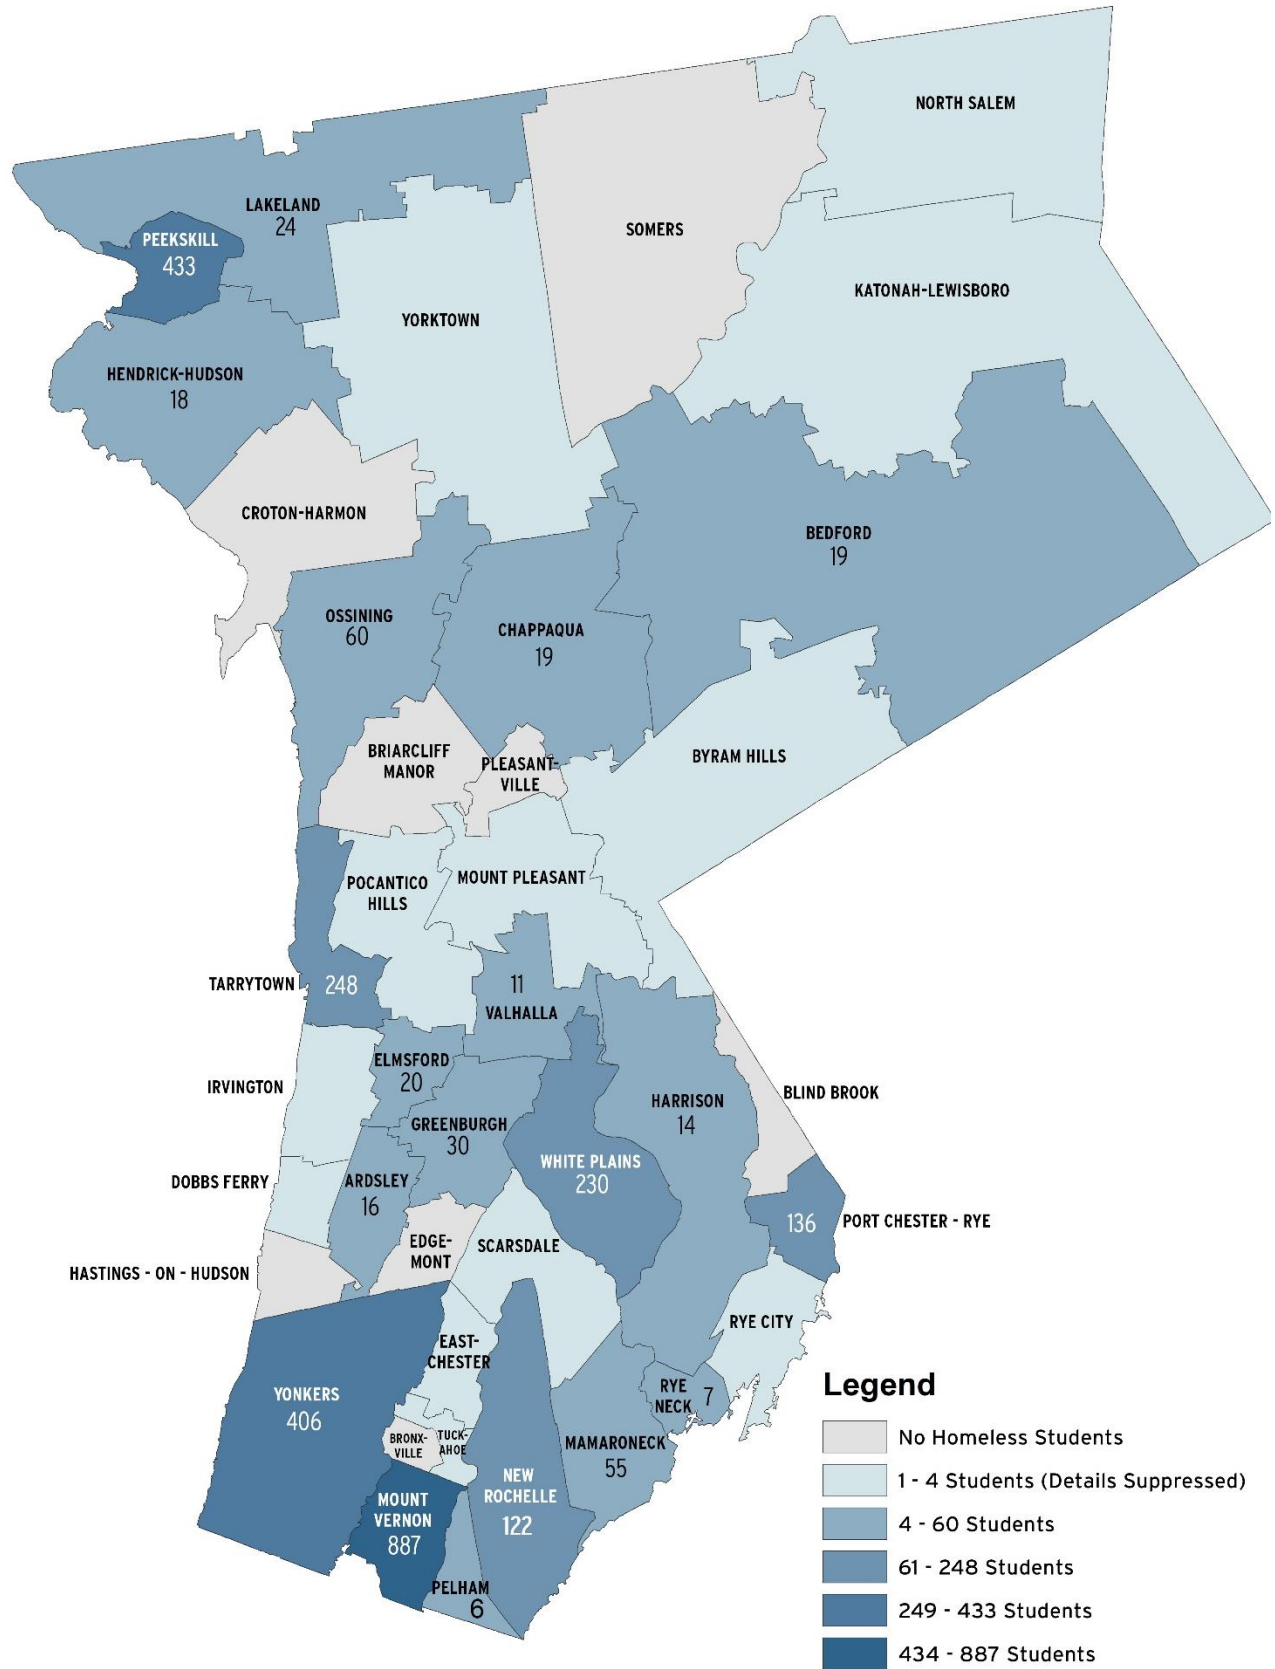 NORTH SALEM
SOMERS
LAKELAND
24
PEEKSKILL
433
KATONAH-LEWISBORO
YORKTOWN
HENDRICK-HUDSON
18
CROTON-HARMON
BEDFORD
19
OSSINING
60
CHAPPAQUA
19
BRIARCLIFF
MANOR
PLEASANT-
VILLE
BYRAM HILLS
POCANTICO
HILLS
MOUNT PLEASANT
TARRYTOWN
248
11
VALHALLA
ELMSFORD
20
IRVINGTON
BLIND BROOK
HARRISON
14
GREENBURGH
30
WHITE PLAINS
230
DOBBS FERRY
ARDSLEY
16
136
PORT CHESTER - RYE
EDGE-
MONT
SCARSDALE
HASTINGS - ON - HUDSON
RYE CITY
EAST-
CHESTER
YONKERS
406
RYE
NECK
7
BRONX-
VILLE
TUCK-
AHOE
MAMARONECK
55
NEW
ROCHELLE
122
MOUNT
VERNON
887
PELHAM
6
Legend
No Homeless Students
1 - 4 Students (Details Suppressed)
4 - 60 Students
61 - 248 Students
249 - 433 Students
434 - 887 Students